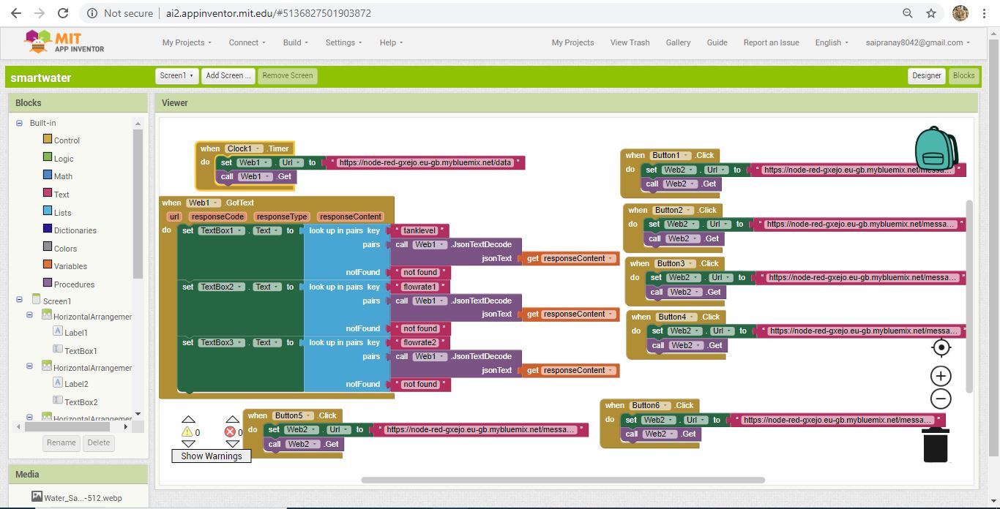 Not secure | ai2.appinventor.mit.edu/#5136827501903872
MIT
APP INVENTOR
My Projects Connect Build Settings Help My Projects View Trash Gallery Guide Report an Issue English saipranay8042@gmail.com
smartwater Screen1 Add Screen ... Remove Screen Designer Blocks
Blocks
Built-in
Control
Logic
Math
Text
Lists
Dictionaries
Colors
Variables
Procedures
Screen1
HorizontalArrangemer
Label1
TextBox1
HorizontalArrangemer
Label2
TextBox2
HorizontalArrangemer
Rename Delete
Media
Water_Sa...-512.webp
Viewer
when Clock1 .Timer
do set Web1 . Url to " https://node-red-gxejo.eu-gb.mybluemix.net/data "
call Web1 .Get
when Web1 .GotText
url responseCode responseType responseContent
do set TextBox1 . Text to look up in pairs key " tanklevel "
pairs call Web1 .JsonTextDecode
jsonText get responseContent
notFound " not found "
set TextBox2 . Text to look up in pairs key " flowrate1 "
pairs call Web1 .JsonTextDecode
jsonText get responseContent
notFound " not found "
set TextBox3 . Text to look up in pairs key " flowrate2 "
pairs call Web1 .JsonTextDecode
jsonText get responseContent
notFound " not found "
when Button1 .Click
do set Web2 . Url to " https://node-red-gxejo.eu-gb.mybluemix.net/messa... "
call Web2 .Get
when Button2 .Click
do set Web2 . Url to " https://node-red-gxejo.eu-gb.mybluemix.net/messa... "
call Web2 .Get
when Button3 .Click
do set Web2 . Url to " https://node-red-gxejo.eu-gb.mybluemix.net/messa... "
call Web2 .Get
when Button4 .Click
do set Web2 . Url to " https://node-red-gxejo.eu-gb.mybluemix.net/messa... "
call Web2 .Get
when Button5 .Click
do set Web2 . Url to " https://node-red-gxejo.eu-gb.mybluemix.net/messa... "
call Web2 .Get
when Button6 .Click
do set Web2 . Url to " https://node-red-gxejo.eu-gb.mybluemix.net/messa... "
call Web2 .Get
0 0
Show Warnings